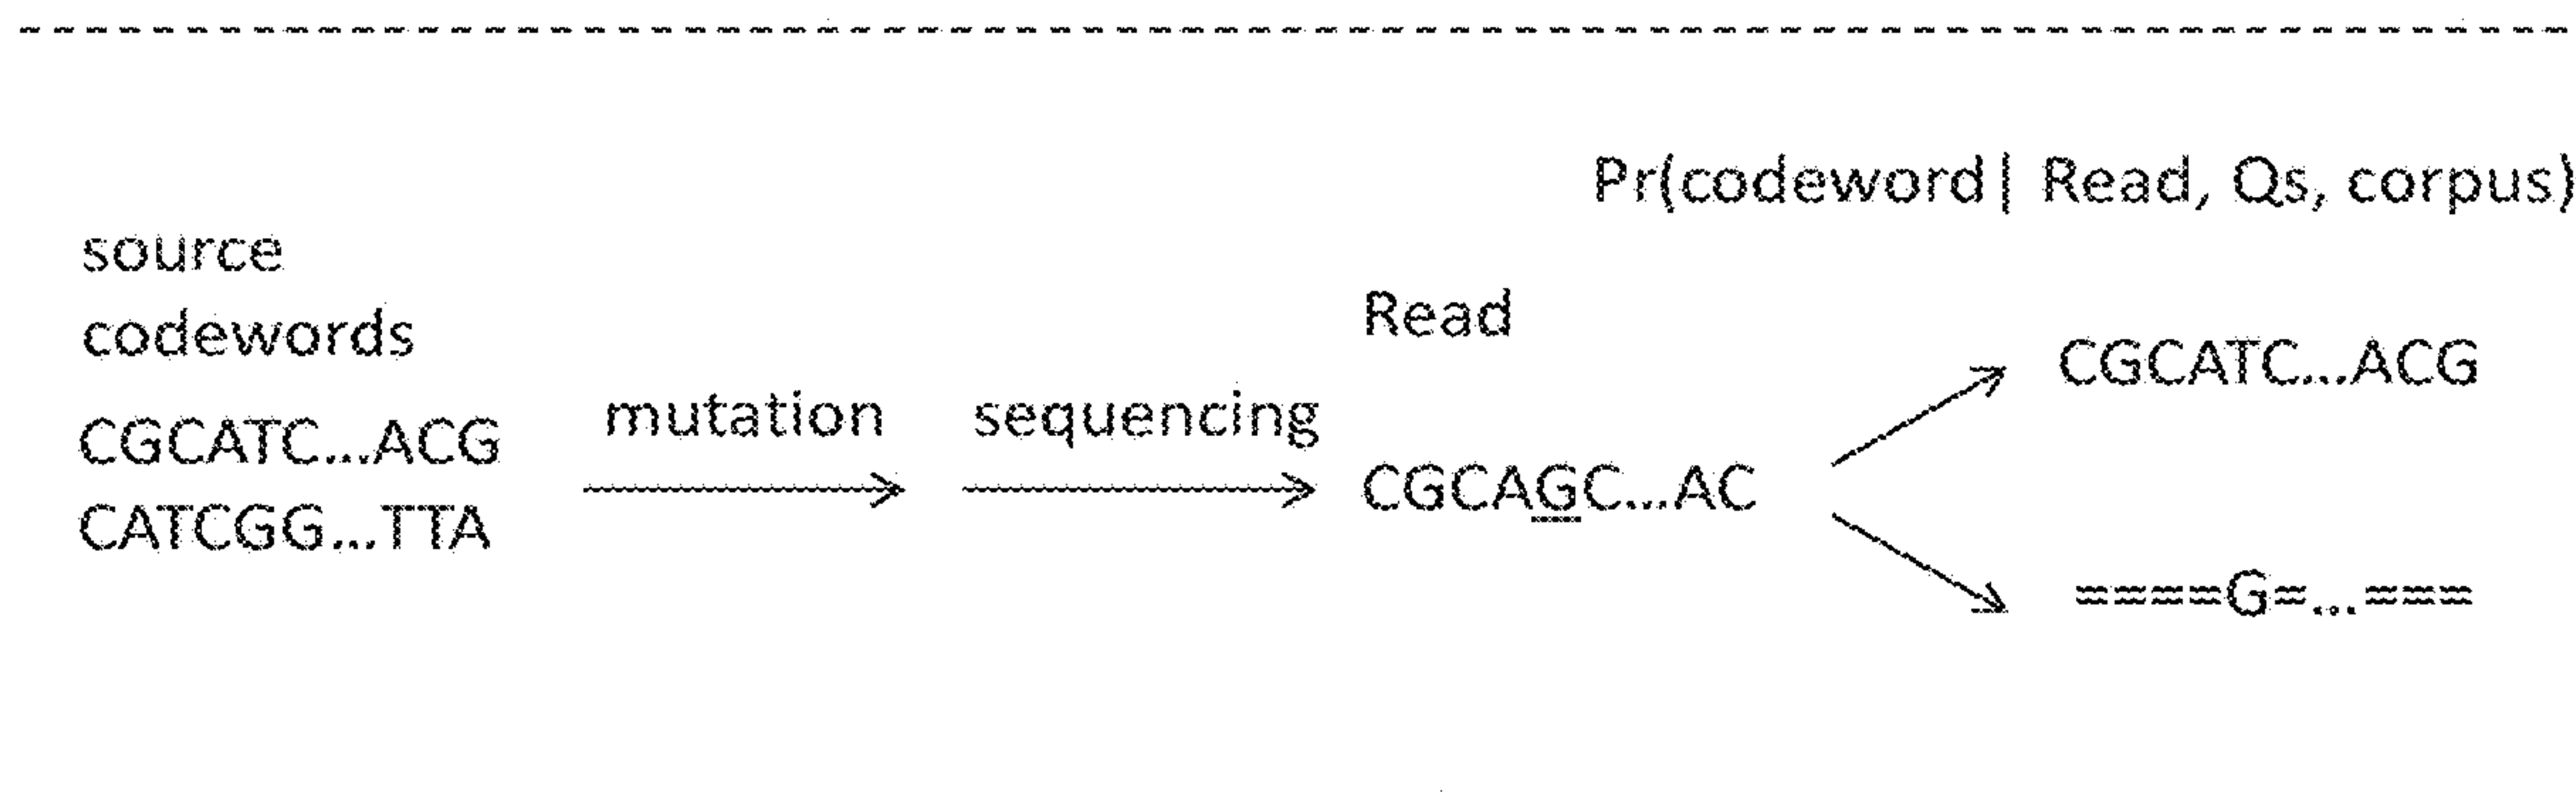 Pr(codeword| Read, Qs, corpus)
source
codewords
Read
CGCATC...ACG
mutation
sequencing
CGCATC...ACG
CGCAGC...AC
CATCGG...TTA
====G=...===